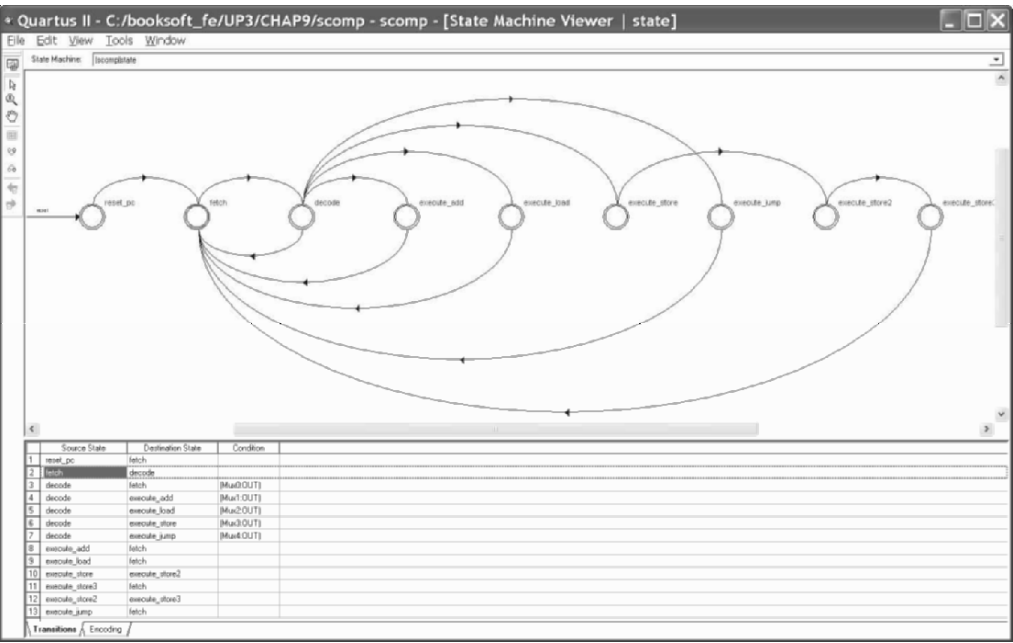 Quartus II - C:/booksoft_fe/UP3/CHAP9/scomp - scomp - [State Machine Viewer | state]
File Edit View Tools Window
State Machine: |scomp|state
reset_pc fetch decode execute_add execute_load execute_store execute_jump execute_store2 execute_store3
reset
Source State Destination State Condition
1 reset_pc fetch
2 fetch decode
3 decode fetch (Mux0:OUT)
4 decode execute_add (Mux1:OUT)
5 decode execute_load (Mux2:OUT)
6 decode execute_store (Mux3:OUT)
7 decode execute_jump (Mux4:OUT)
8 execute_add fetch
9 execute_load fetch
10 execute_store execute_store2
11 execute_store3 fetch
12 execute_store2 execute_store3
13 execute_jump fetch
Transitions Encoding